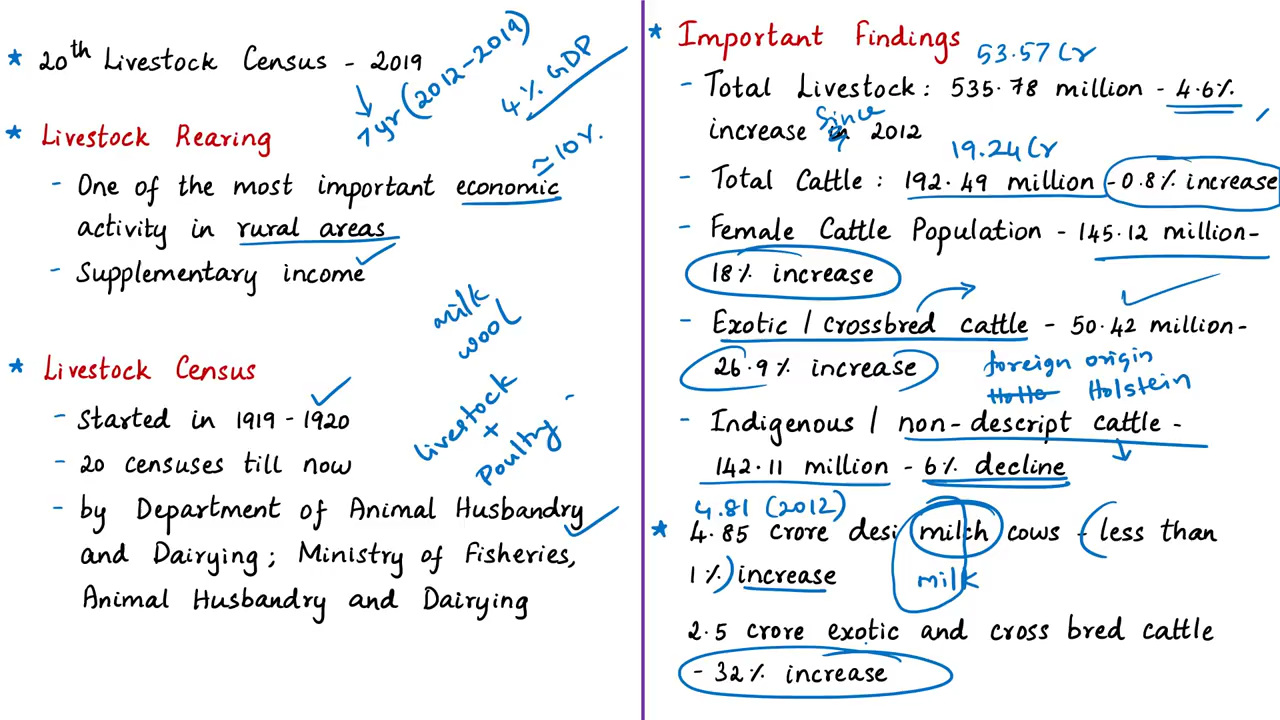 * 20th Livestock Census - 2019
7yr (2012-2019)
4% GDP
* Livestock Rearing
≈ 10 Y.
- One of the most important economic
activity in rural areas
- Supplementary income
milk
wool
* Livestock Census
- Started in 1919 - 1920
livestock
+
Poultry
- 20 censuses till now
- by Department of Animal Husbandry
and Dairying; Ministry of Fisheries,
Animal Husbandry and Dairying
* Important Findings
53.57 Cr
- Total Livestock : 535.78 million - 4.6%
since
increase 2012
19.24 Cr
- Total Cattle : 192.49 million - 0.8% increase
- Female Cattle Population - 145.12 million-
18% increase
- Exotic / crossbred cattle - 50.42 million-
26.9% increase
foreign origin
Holstein
- Indigenous / non-descript cattle -
142.11 million - 6% decline
4.81 (2012)
* 4.85 crore desi milch cows - (less than
1%) increase
milk
2.5 crore exotic and cross bred cattle
- 32% increase